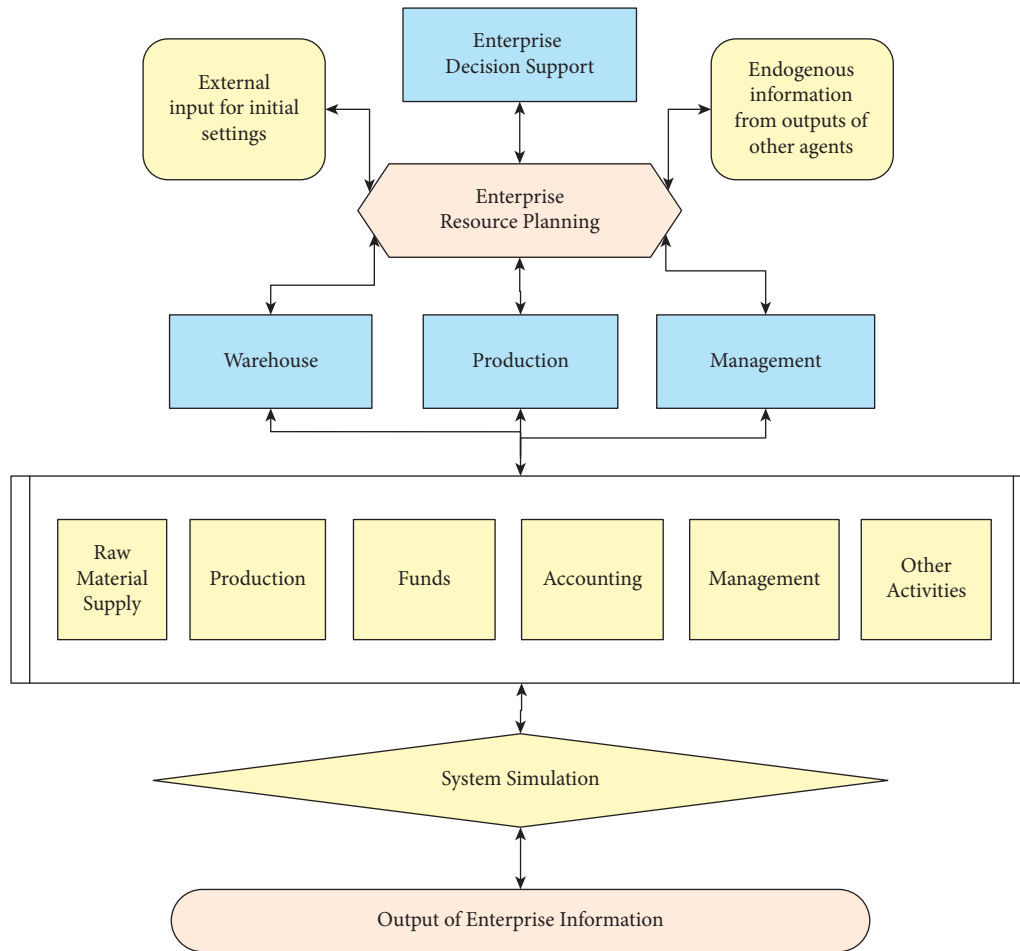 Enterprise
Decision Support
External
input for initial
settings
Endogenous
information
from outputs of
other agents
Enterprise
Resource Planning
Warehouse
Production
Management
Raw
Material
Supply
Production
Funds
Accounting
Management
Other
Activities
System Simulation
Output of Enterprise Information